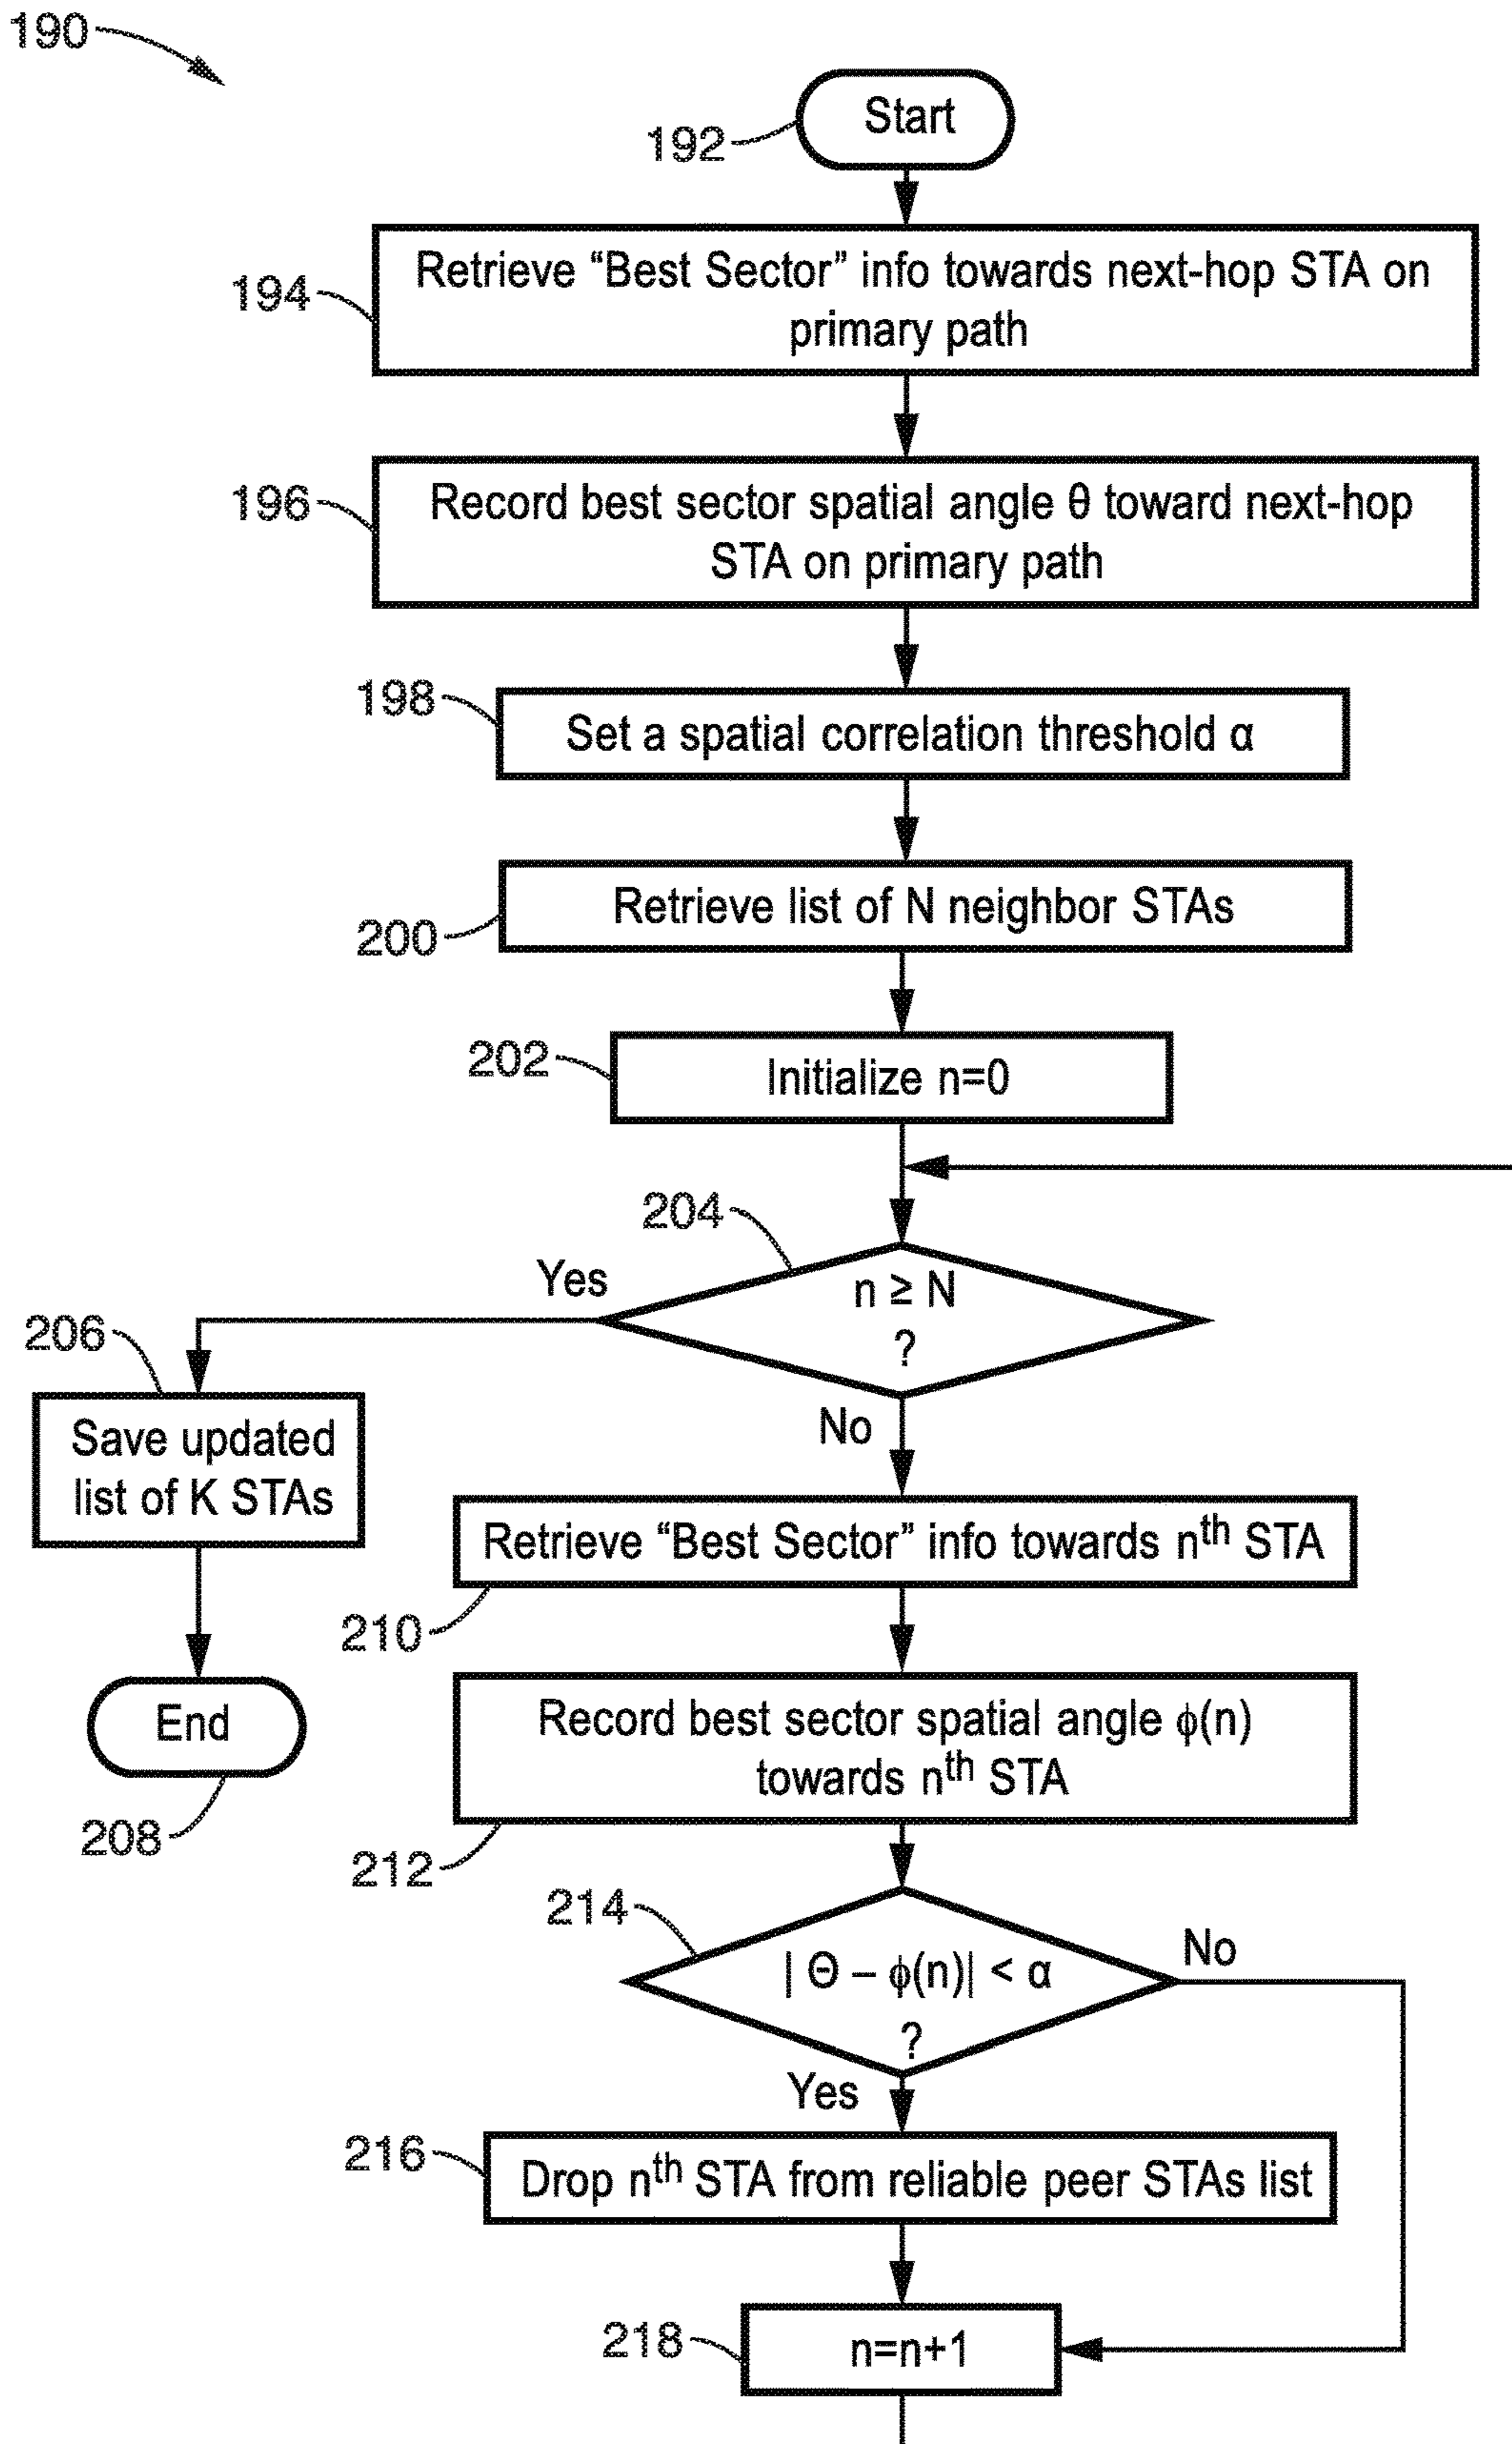 190
Start
192
Retrieve “Best Sector” info towards next-hop STA on
primary path
194
Record best sector spatial angle θ toward next-hop
STA on primary path
196
198
Set a spatial correlation threshold α
Retrieve list of N neighbor STAs
200
202
Initialize n=0
204
Yes
n ≥ N
?
206
No
Save updated
list of K STAs
Retrieve “Best Sector” info towards nth STA
210
End
208
Record best sector spatial angle ϕ(n)
towards nth STA
212
214
| Θ – ϕ(n)| < α
?
No
Yes
216
Drop nth STA from reliable peer STAs list
218
n=n+1